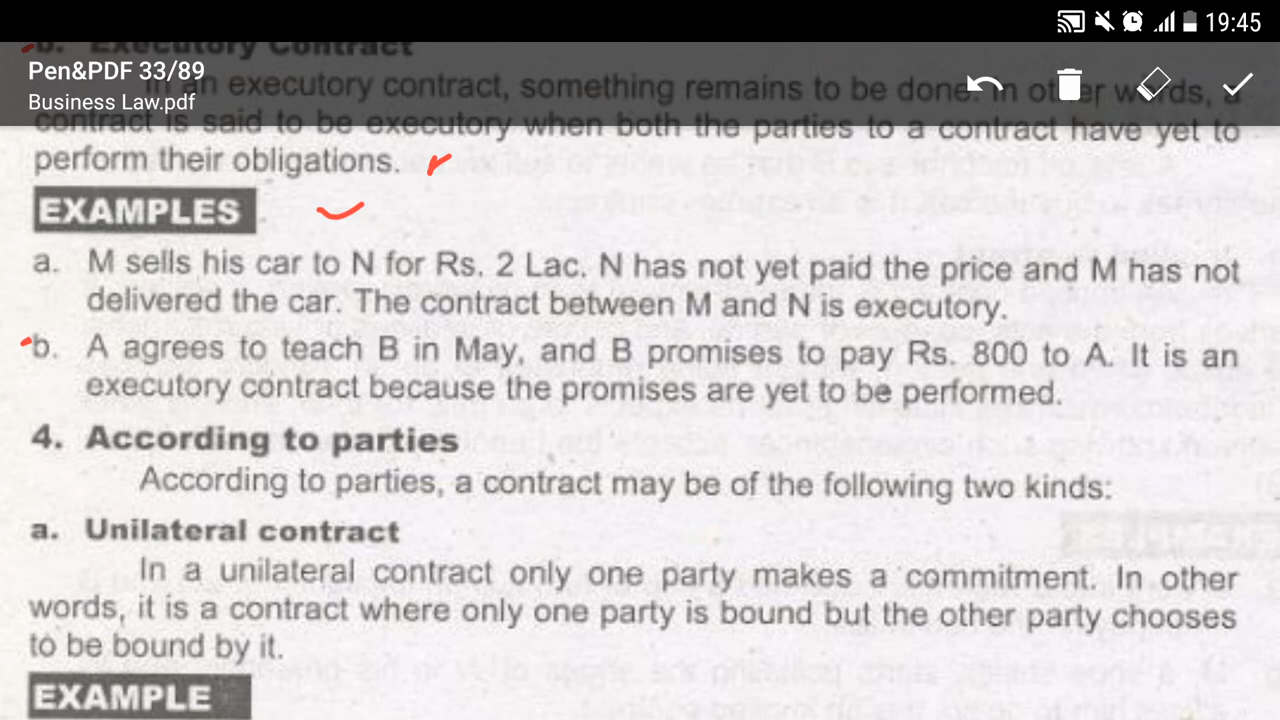 19:45
b. Executory Contract
Pen&PDF 33/89
Business Law.pdf
In an executory contract, something remains to be done. In other words, a
contract is said to be executory when both the parties to a contract have yet to
perform their obligations.
EXAMPLES
a. M sells his car to N for Rs. 2 Lac. N has not yet paid the price and M has not
delivered the car. The contract between M and N is executory.
b. A agrees to teach B in May, and B promises to pay Rs. 800 to A. It is an
executory contract because the promises are yet to be performed.
4. According to parties
According to parties, a contract may be of the following two kinds:
a. Unilateral contract
In a unilateral contract only one party makes a commitment. In other
words, it is a contract where only one party is bound but the other party chooses
to be bound by it.
EXAMPLE